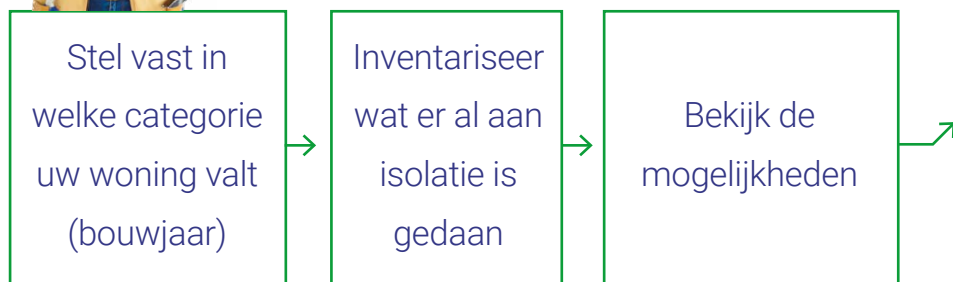 Stel vast in
welke categorie
uw woning valt
(bouwjaar)
Inventariseer
wat er al aan
isolatie is
gedaan
Bekijk de
mogelijkheden